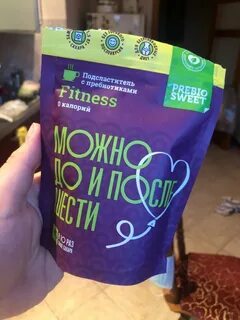 Подсластитель
с пребиотиками
Fitness
0 калорий
PREBIO
SWEET
МОЖНО
ДО И ПОСЛЕ
ШЕСТИ